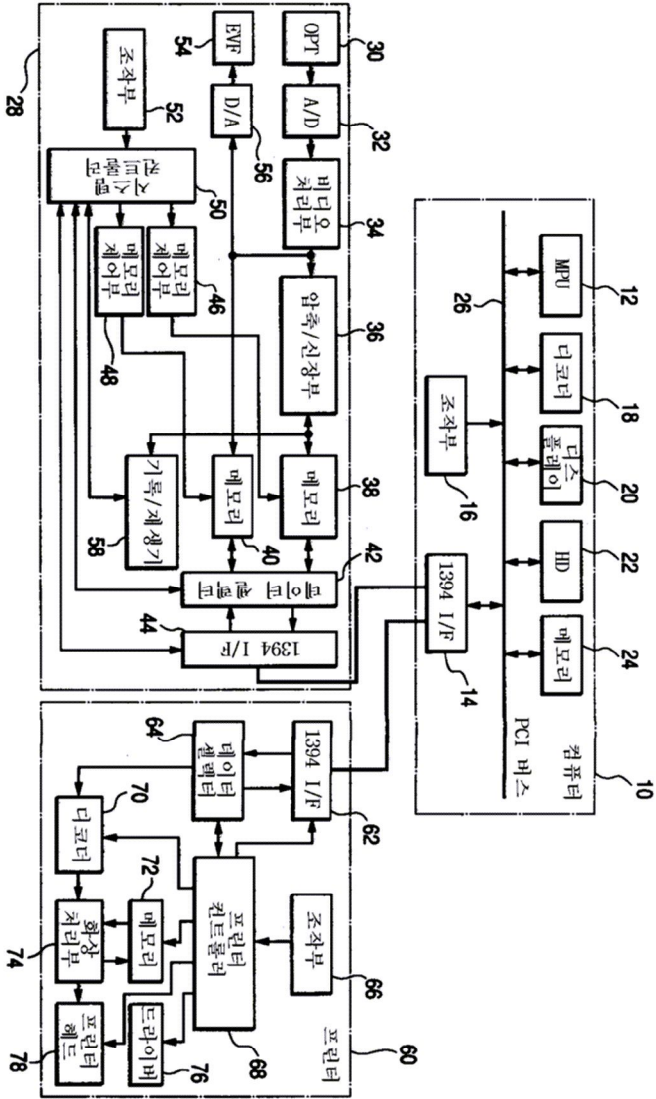 10
컴퓨터
12
18
20
22
24
MPU
디코더
디스
플레이
HD
메모리
26
PCI 버스
조작부
16
1394 I/F
14
30
32
34
36
38
42
44
OPT
A/D
비디오
처리부
압축/신장부
메모리
데이터 셀렉터
1394 I/F
EVF
54
D/A
56
메모리
40
기록/재생기
58
조작부
52
시스템
컨트롤러
50
메모리
제어부
46
메모리
제어부
48
28
60
프린터
1394 I/F
62
조작부
66
데이터
셀렉터
64
프린터
컨트롤러
68
디코더
70
메모리
72
드라이버
76
화상
처리부
74
프린터
헤드
78